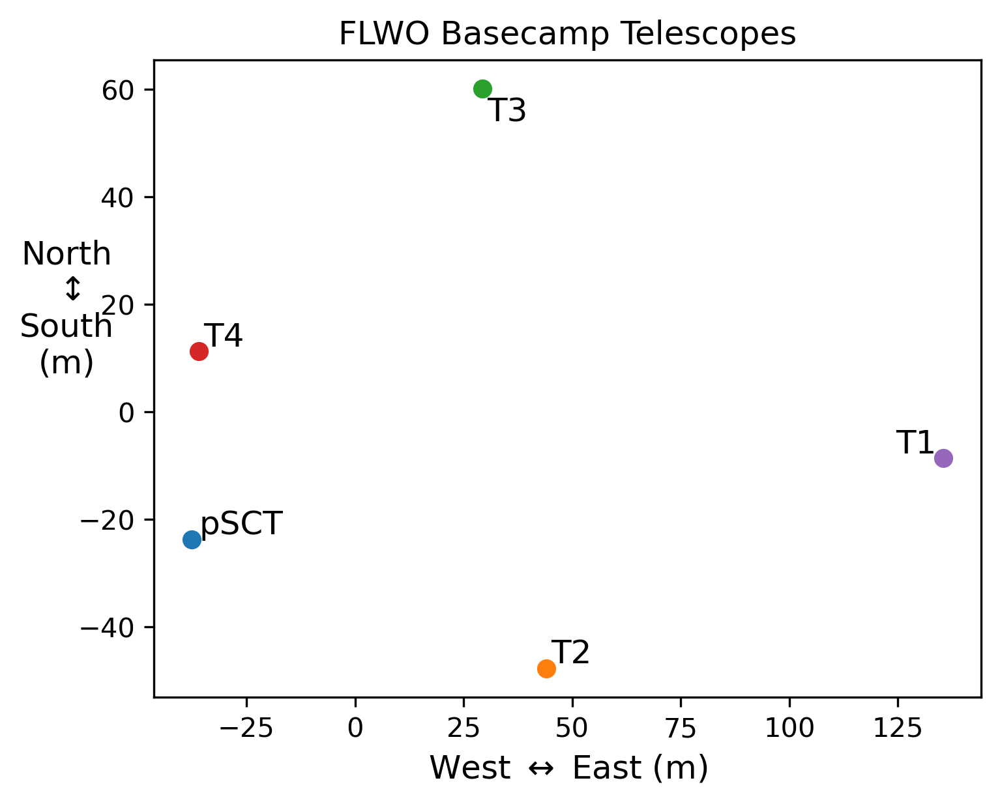 FLWO Basecamp Telescopes
60
T3
40
North
↕
20
South
(m)
T4
0
T1
−20
pSCT
−40
T2
−25 0 25 50 75 100 125
West ↔ East (m)